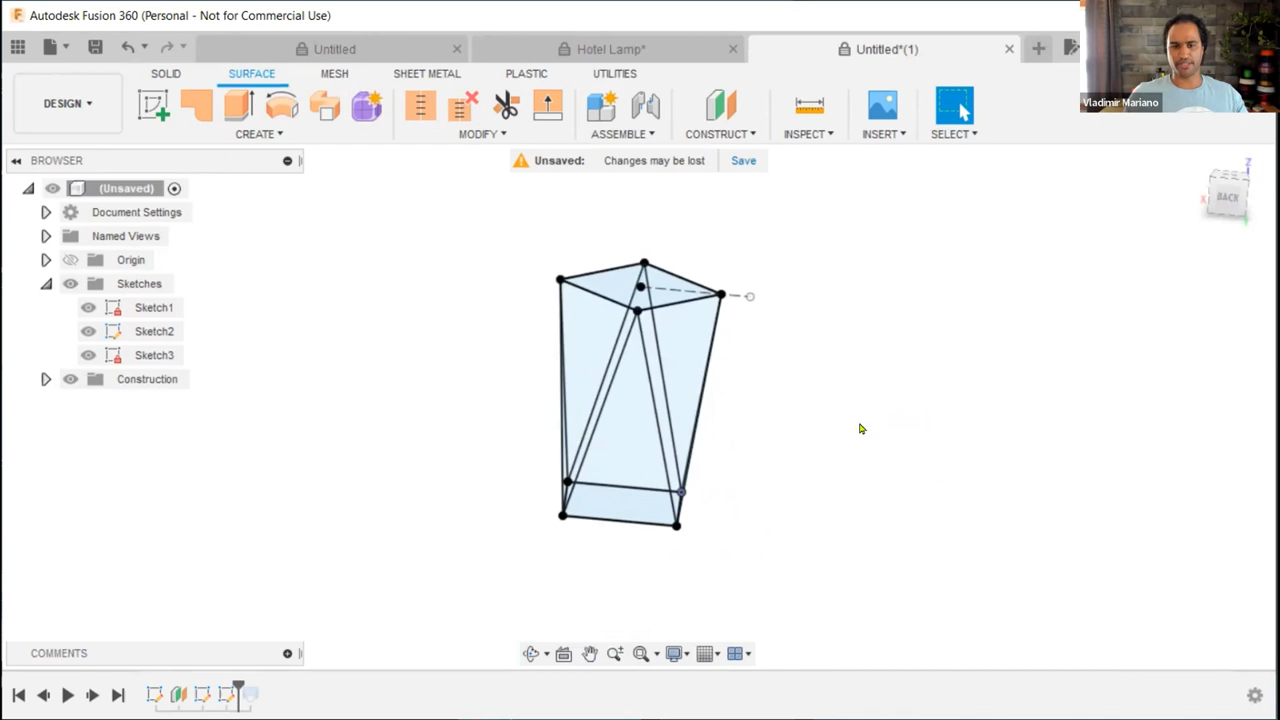 Autodesk Fusion 360 (Personal - Not for Commercial Use)
Untitled
Hotel Lamp*
Untitled*(1)
Vladimir Mariano
DESIGN
SOLID SURFACE MESH SHEET METAL PLASTIC UTILITIES
CREATE MODIFY ASSEMBLE CONSTRUCT INSPECT INSERT SELECT
BROWSER
Unsaved: Changes may be lost Save
(Unsaved)
Document Settings
Named Views
Origin
Sketches
Sketch1
Sketch2
Sketch3
Construction
Z
X
BACK
COMMENTS